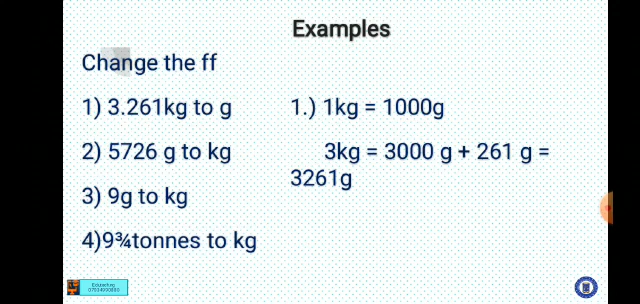 Examples
Change the ff
1) 3.261kg to g
2) 5726 g to kg
3) 9g to kg
4)9¾tonnes to kg
1.) 1kg = 1000g
3kg = 3000 g + 261 g =
3261g